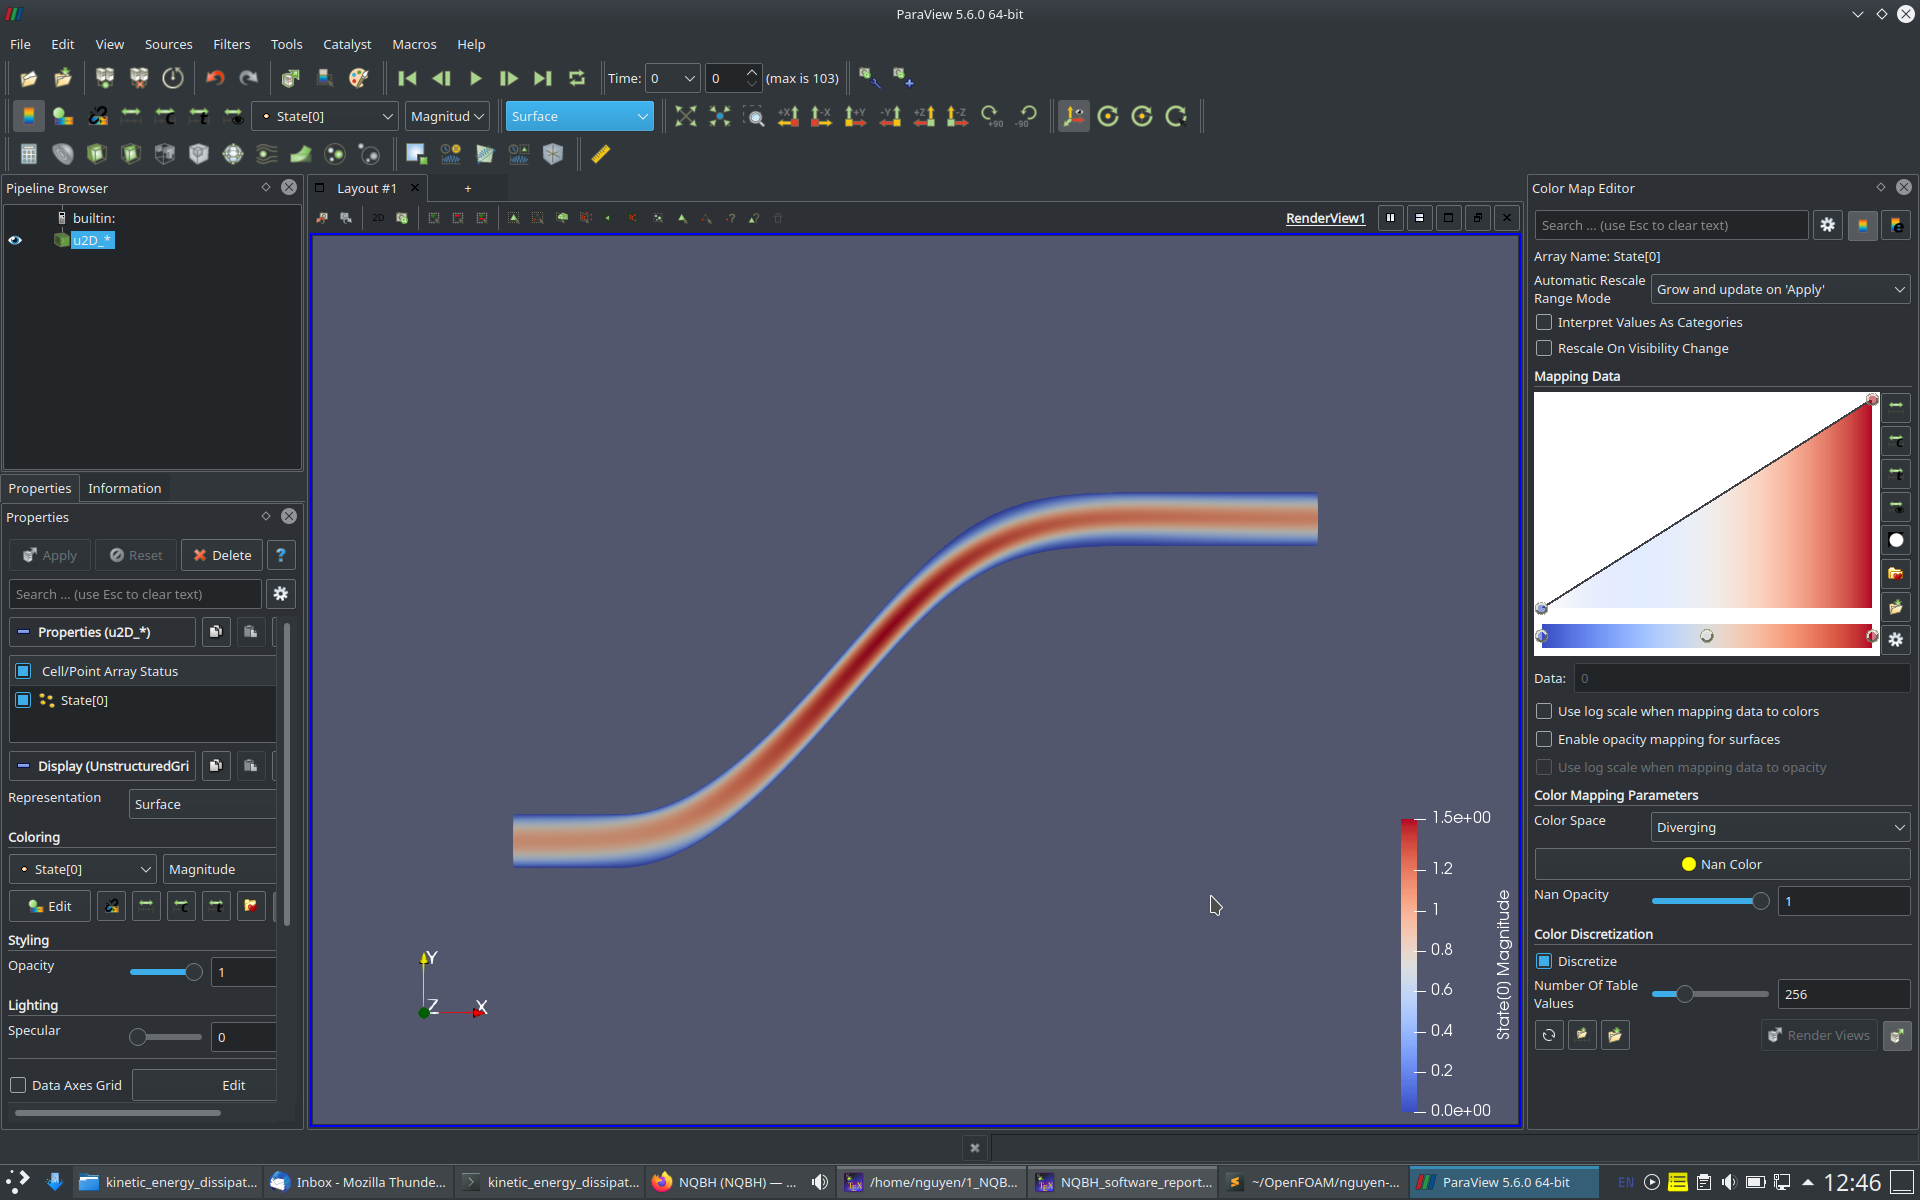 ParaView 5.6.0 64-bit
File Edit View Sources Filters Tools Catalyst Macros Help
Time: 0 0 (max is 103)
State[0] Magnitud Surface
+X -X +Y -Y +Z -Z +90 -90
Pipeline Browser
builtin:
u2D_*
Properties Information
Properties
Apply Reset Delete ?
Search ... (use Esc to clear text)
Properties (u2D_*)
Cell/Point Array Status
State[0]
Display (UnstructuredGri
Representation Surface
Coloring
State[0] Magnitude
Edit
Styling
Opacity 1
Lighting
Specular 0
Data Axes Grid Edit
Layout #1 +
2D
RenderView1
Y
Z X
1.5e+00
1.2
1
0.8
0.6
0.4
0.2
0.0e+00
State(0) Magnitude
Color Map Editor
Search ... (use Esc to clear text)
Array Name: State[0]
Automatic Rescale
Range Mode
Grow and update on 'Apply'
Interpret Values As Categories
Rescale On Visibility Change
Mapping Data
Data: 0
Use log scale when mapping data to colors
Enable opacity mapping for surfaces
Use log scale when mapping data to opacity
Color Mapping Parameters
Color Space Diverging
Nan Color
Nan Opacity 1
Color Discretization
Discretize
Number Of Table
Values
256
Render Views
kinetic_energy_dissipat... Inbox - Mozilla Thunde... kinetic_energy_dissipat... NQBH (NQBH) — ... /home/nguyen/1_NQB... NQBH_software_report... ~/OpenFOAM/nguyen-... ParaView 5.6.0 64-bit EN 12:46